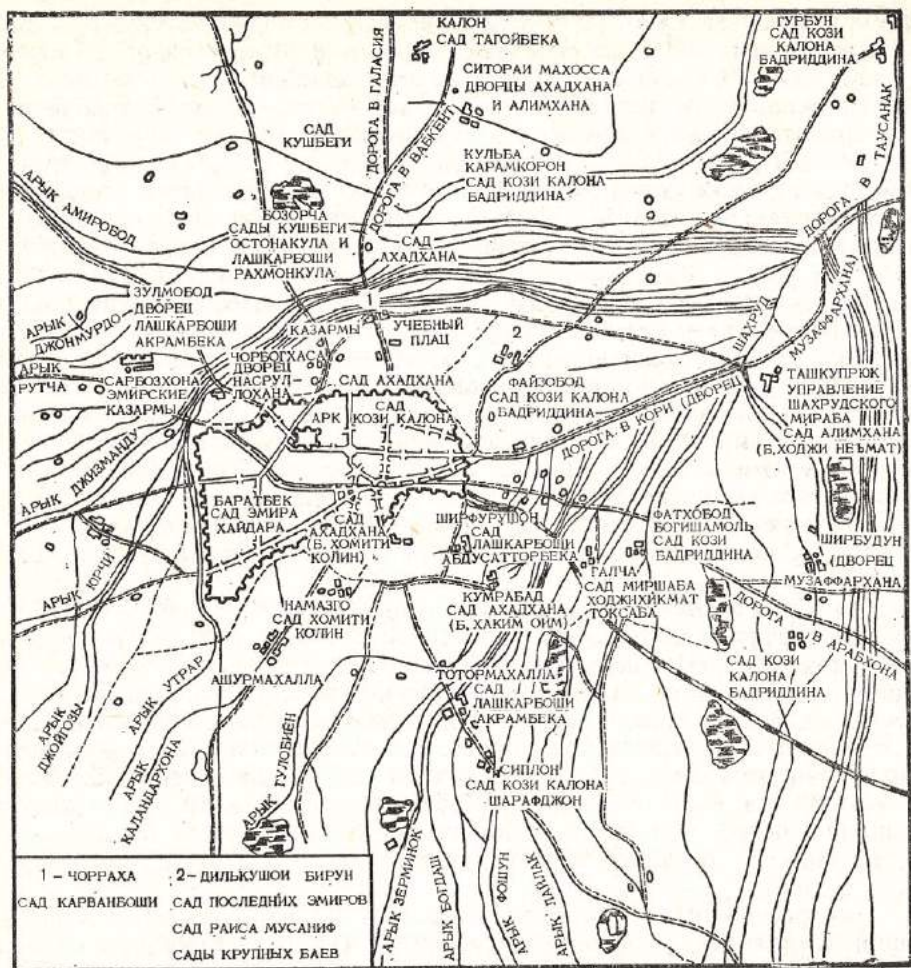 КАЛОН
САД ТАГОЙБЕКА
ГУРБУН
САД КОЗИ
КАЛОНА
БАДРИДДИНА
СИТОРАИ МАХОССА
ДВОРЦЫ АХАДХАНА
И АЛИМХАНА
ДОРОГА В ГАЛАСИЯ
ДОРОГА В ВАБКЕНТ
САД
КУШБЕГИ
КУЛЬБА
КАРАМКОРОН
САД КОЗИ КАЛОНА
БАДРИДДИНА
ДОРОГА В ТАУСАНАК
АРЫК АМИРОБОД
БОЗОРЧА
САДЫ КУШБЕГИ
ОСТОНАКУЛА И
ЛАШКАРБОШИ
РАХМОНКУЛА
САД
АХАДХАНА
ЗУЛМОБОД
ДВОРЕЦ
ЛАШКАРБОШИ
АКРАМБЕКА
1
АРЫК
ДЖОНМУРДО
КАЗАРМЫ
УЧЕБНЫЙ
ПЛАЦ
2
ШАХРУД
АРЫК
РУТЧА
САРБОЗХОНА
ЭМИРСКИЕ
КАЗАРМЫ
ЧОРБОГХАСА
ДВОРЕЦ
НАСРУЛ-
ЛОХАНА
САД АХАДХАНА
ФАЙЗОБОД
САД КОЗИ КАЛОНА
БАДРИДДИНА
ТАШКУПРЮК
УПРАВЛЕНИЕ
ШАХРУДСКОГО
МИРАБА
САД АЛИМХАНА
(Б.ХОДЖИ НЕЪМАТ)
АРК
САД
КОЗИ КАЛОНА
ДОРОГА В КОРИ (ДВОРЕЦ
МУЗАФФАРХАНА)
АРЫК ДЖИЗМАНДУ
БАРАТБЕК
САД ЭМИРА
ХАЙДАРА
САД
АХАДХАНА
(Б. ХОМИТИ
КОЛИН)
ШИРФУРУШОН
САД
ЛАШКАРБОШИ
АБДУСАТТОРБЕКА
ФАТХОБОД
БОГИШАМОЛЬ
САД КОЗИ
БАДРИДДИНА
ШИРБУДУН
(ДВОРЕЦ
МУЗАФФАРХАНА
АРЫК ЮРНИЙ
ГАЛЧА
САД МИРШАБА
ХОДЖИХИКМАТ
ТОКСАБА
КУМРАБАД
САД АХАДХАНА
(Б. ХАКИМ ОИМ)
НАМАЗГО
САД ХОМИТИ
КОЛИН
ДОРОГА В АРАБХОНА
АШУРМАХАЛЛА
ТОТОРМАХАЛЛА
САД
ЛАШКАРБОШИ
АКРАМБЕКА
САД КОЗИ
КАЛОНА
БАДРИДДИНА
АРЫК
ДЖОЙГОЗЫ
АРЫК УТРАР
АРЫК
КАЛАНДАРХОНА
АРЫК ГУЛОБИЁН
СИПЛОН
САД КОЗИ КАЛОНА
ШАРАФДЖОН
АРЫК ЗЕРМИНОК
АРЫК БОГДАШ
АРЫК ФОШУН
АРЫК ЛАЙЛАК
1 - ЧОРРАХА
САД КАРВАНБОШИ
2-ДИЛЬКУШОИ БИРУН
САД ПОСЛЕДНИХ ЭМИРОВ
САД РАИСА МУСАНИФ
САДЫ КРУПНЫХ БАЕВ